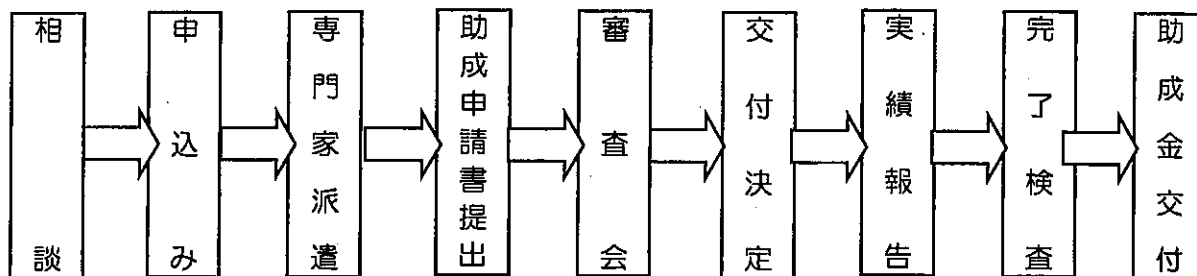 相談
申込み
専門家派遣
助成申請書提出
審査会
交付決定
実績報告
完了検査
助成金交付